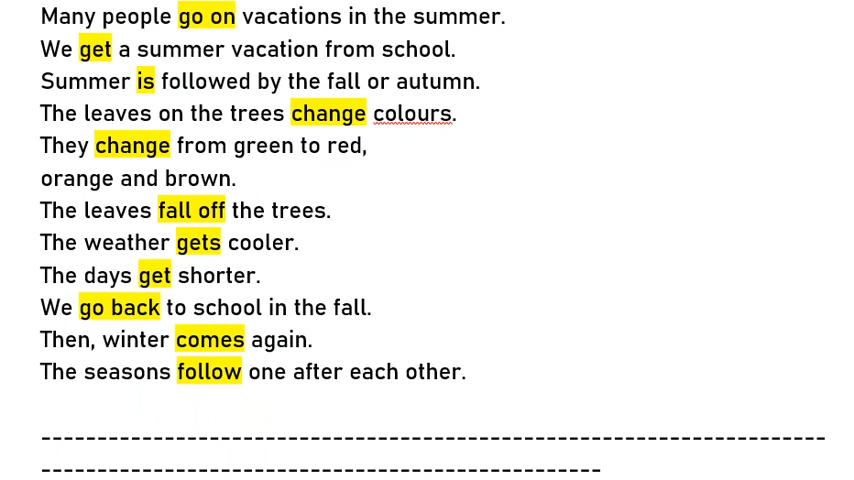 Many people go on vacations in the summer.
We get a summer vacation from school.
Summer is followed by the fall or autumn.
The leaves on the trees change colours.
They change from green to red,
orange and brown.
The leaves fall off the trees.
The weather gets cooler.
The days get shorter.
We go back to school in the fall.
Then, winter comes again.
The seasons follow one after each other.
----------------------------------------------------------------------
--------------------------------------------------